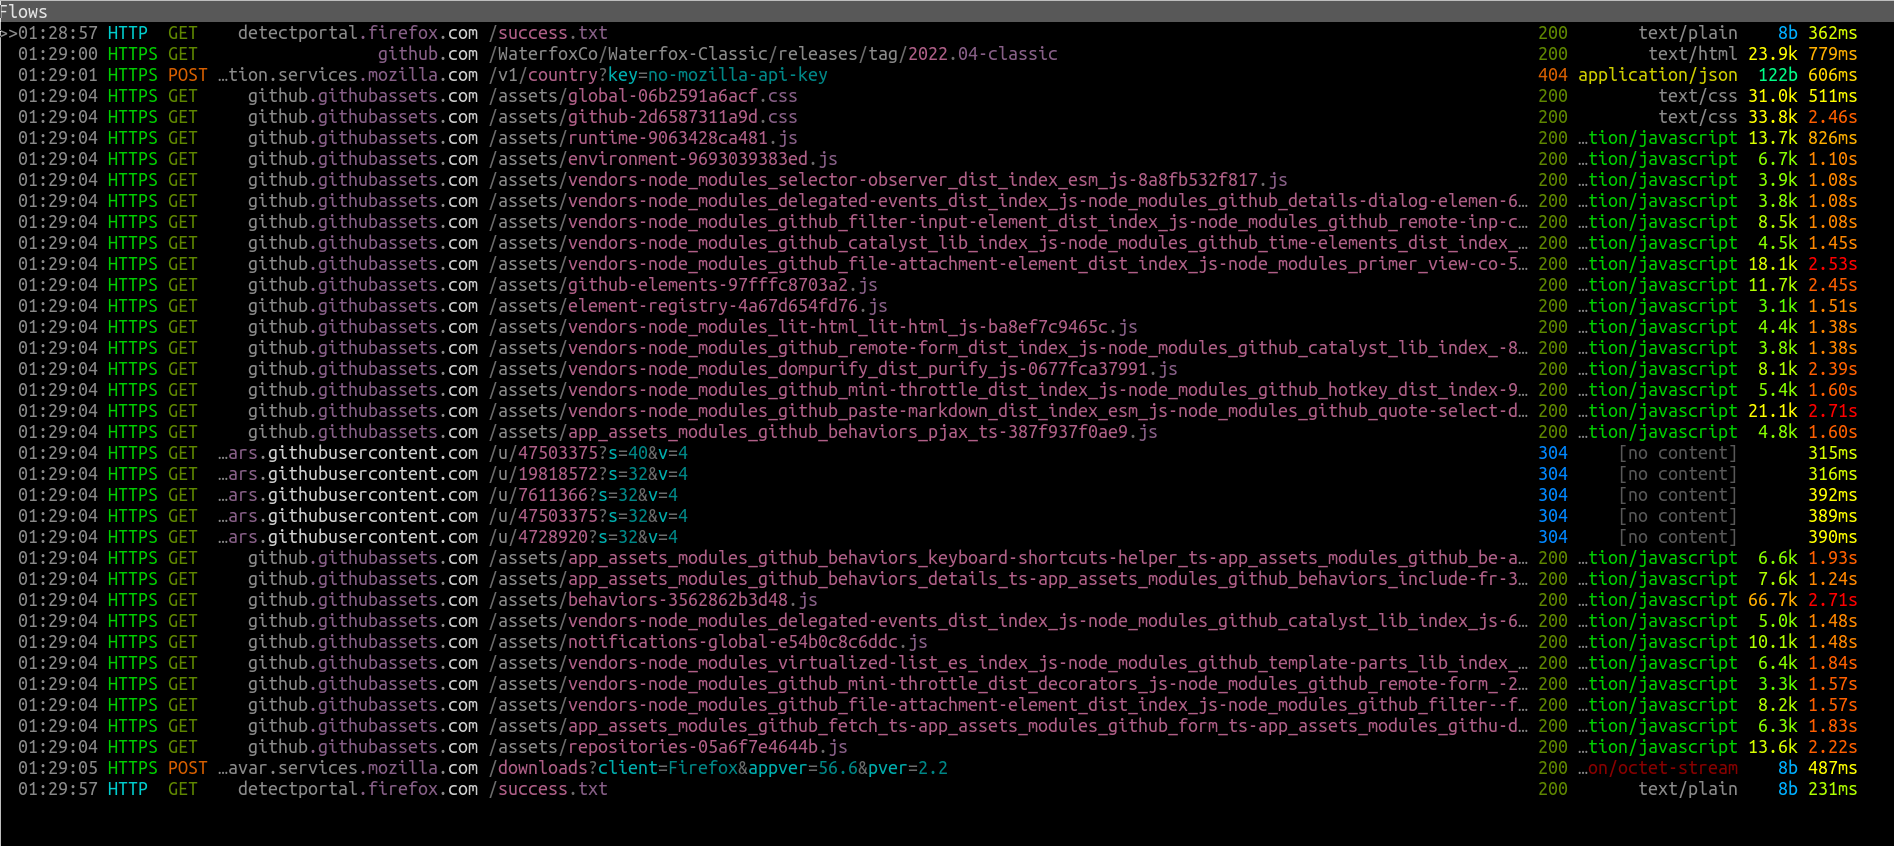 Flows
>>01:28:57 HTTP GET detectportal.firefox.com /success.txt 200 text/plain 8b 362ms
01:29:00 HTTPS GET github.com /WaterfoxCo/Waterfox-Classic/releases/tag/2022.04-classic 200 text/html 23.9k 779ms
01:29:01 HTTPS POST …tion.services.mozilla.com /v1/country?key=no-mozilla-api-key 404 application/json 122b 606ms
01:29:04 HTTPS GET github.githubassets.com /assets/global-06b2591a6acf.css 200 text/css 31.0k 511ms
01:29:04 HTTPS GET github.githubassets.com /assets/github-2d6587311a9d.css 200 text/css 33.8k 2.46s
01:29:04 HTTPS GET github.githubassets.com /assets/runtime-9063428ca481.js 200 …tion/javascript 13.7k 826ms
01:29:04 HTTPS GET github.githubassets.com /assets/environment-9693039383ed.js 200 …tion/javascript 6.7k 1.10s
01:29:04 HTTPS GET github.githubassets.com /assets/vendors-node_modules_selector-observer_dist_index_esm_js-8a8fb532f817.js 200 …tion/javascript 3.9k 1.08s
01:29:04 HTTPS GET github.githubassets.com /assets/vendors-node_modules_delegated-events_dist_index_js-node_modules_github_details-dialog-elemen-6… 200 …tion/javascript 3.8k 1.08s
01:29:04 HTTPS GET github.githubassets.com /assets/vendors-node_modules_github_filter-input-element_dist_index_js-node_modules_github_remote-inp-c… 200 …tion/javascript 8.5k 1.08s
01:29:04 HTTPS GET github.githubassets.com /assets/vendors-node_modules_github_catalyst_lib_index_js-node_modules_github_time-elements_dist_index_… 200 …tion/javascript 4.5k 1.45s
01:29:04 HTTPS GET github.githubassets.com /assets/vendors-node_modules_github_file-attachment-element_dist_index_js-node_modules_primer_view-co-5… 200 …tion/javascript 18.1k 2.53s
01:29:04 HTTPS GET github.githubassets.com /assets/github-elements-97fffc8703a2.js 200 …tion/javascript 11.7k 2.45s
01:29:04 HTTPS GET github.githubassets.com /assets/element-registry-4a67d654fd76.js 200 …tion/javascript 3.1k 1.51s
01:29:04 HTTPS GET github.githubassets.com /assets/vendors-node_modules_lit-html_lit-html_js-ba8ef7c9465c.js 200 …tion/javascript 4.4k 1.38s
01:29:04 HTTPS GET github.githubassets.com /assets/vendors-node_modules_github_remote-form_dist_index_js-node_modules_github_catalyst_lib_index_-8… 200 …tion/javascript 3.8k 1.38s
01:29:04 HTTPS GET github.githubassets.com /assets/vendors-node_modules_dompurify_dist_purify_js-0677fca37991.js 200 …tion/javascript 8.1k 2.39s
01:29:04 HTTPS GET github.githubassets.com /assets/vendors-node_modules_github_mini-throttle_dist_index_js-node_modules_github_hotkey_dist_index-9… 200 …tion/javascript 5.4k 1.60s
01:29:04 HTTPS GET github.githubassets.com /assets/vendors-node_modules_github_paste-markdown_dist_index_esm_js-node_modules_github_quote-select-d… 200 …tion/javascript 21.1k 2.71s
01:29:04 HTTPS GET github.githubassets.com /assets/app_assets_modules_github_behaviors_pjax_ts-387f937f0ae9.js 200 …tion/javascript 4.8k 1.60s
01:29:04 HTTPS GET …ars.githubusercontent.com /u/47503375?s=40&v=4 304 [no content] 315ms
01:29:04 HTTPS GET …ars.githubusercontent.com /u/19818572?s=32&v=4 304 [no content] 316ms
01:29:04 HTTPS GET …ars.githubusercontent.com /u/7611366?s=32&v=4 304 [no content] 392ms
01:29:04 HTTPS GET …ars.githubusercontent.com /u/47503375?s=32&v=4 304 [no content] 389ms
01:29:04 HTTPS GET …ars.githubusercontent.com /u/4728920?s=32&v=4 304 [no content] 390ms
01:29:04 HTTPS GET github.githubassets.com /assets/app_assets_modules_github_behaviors_keyboard-shortcuts-helper_ts-app_assets_modules_github_be-a… 200 …tion/javascript 6.6k 1.93s
01:29:04 HTTPS GET github.githubassets.com /assets/app_assets_modules_github_behaviors_details_ts-app_assets_modules_github_behaviors_include-fr-3… 200 …tion/javascript 7.6k 1.24s
01:29:04 HTTPS GET github.githubassets.com /assets/behaviors-3562862b3d48.js 200 …tion/javascript 66.7k 2.71s
01:29:04 HTTPS GET github.githubassets.com /assets/vendors-node_modules_delegated-events_dist_index_js-node_modules_github_catalyst_lib_index_js-6… 200 …tion/javascript 5.0k 1.48s
01:29:04 HTTPS GET github.githubassets.com /assets/notifications-global-e54b0c8c6ddc.js 200 …tion/javascript 10.1k 1.48s
01:29:04 HTTPS GET github.githubassets.com /assets/vendors-node_modules_virtualized-list_es_index_js-node_modules_github_template-parts_lib_index_… 200 …tion/javascript 6.4k 1.84s
01:29:04 HTTPS GET github.githubassets.com /assets/vendors-node_modules_github_mini-throttle_dist_decorators_js-node_modules_github_remote-form_-2… 200 …tion/javascript 3.3k 1.57s
01:29:04 HTTPS GET github.githubassets.com /assets/vendors-node_modules_github_file-attachment-element_dist_index_js-node_modules_github_filter--f… 200 …tion/javascript 8.2k 1.57s
01:29:04 HTTPS GET github.githubassets.com /assets/app_assets_modules_github_fetch_ts-app_assets_modules_github_form_ts-app_assets_modules_githu-d… 200 …tion/javascript 6.3k 1.83s
01:29:04 HTTPS GET github.githubassets.com /assets/repositories-05a6f7e4644b.js 200 …tion/javascript 13.6k 2.22s
01:29:05 HTTPS POST …avar.services.mozilla.com /downloads?client=Firefox&appver=56.6&pver=2.2 200 …on/octet-stream 8b 487ms
01:29:57 HTTP GET detectportal.firefox.com /success.txt 200 text/plain 8b 231ms